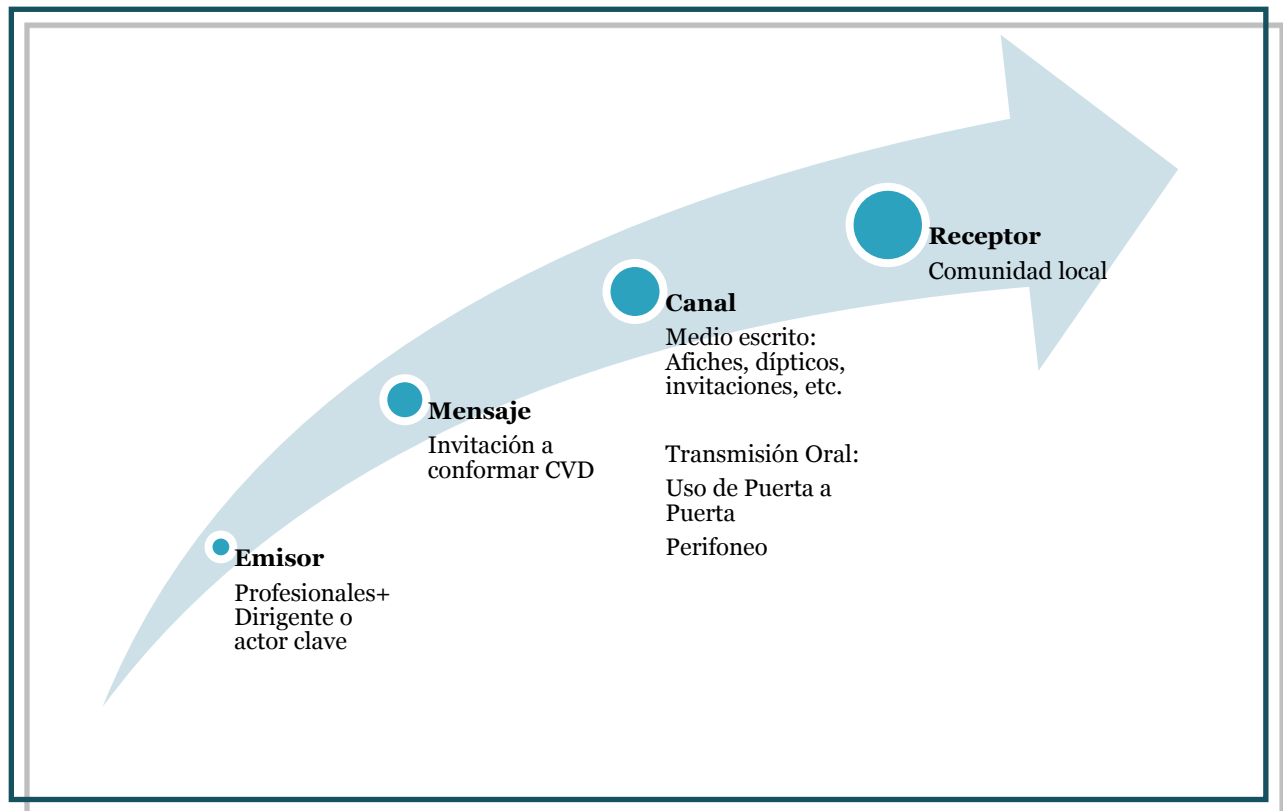 Emisor
Profesionales+
Dirigente o
actor clave
Mensaje
Invitación a
conformar CVD
Canal
Medio escrito:
Afiches, dípticos,
invitaciones, etc.
Transmisión Oral:
Uso de Puerta a
Puerta
Perifoneo
Receptor
Comunidad local